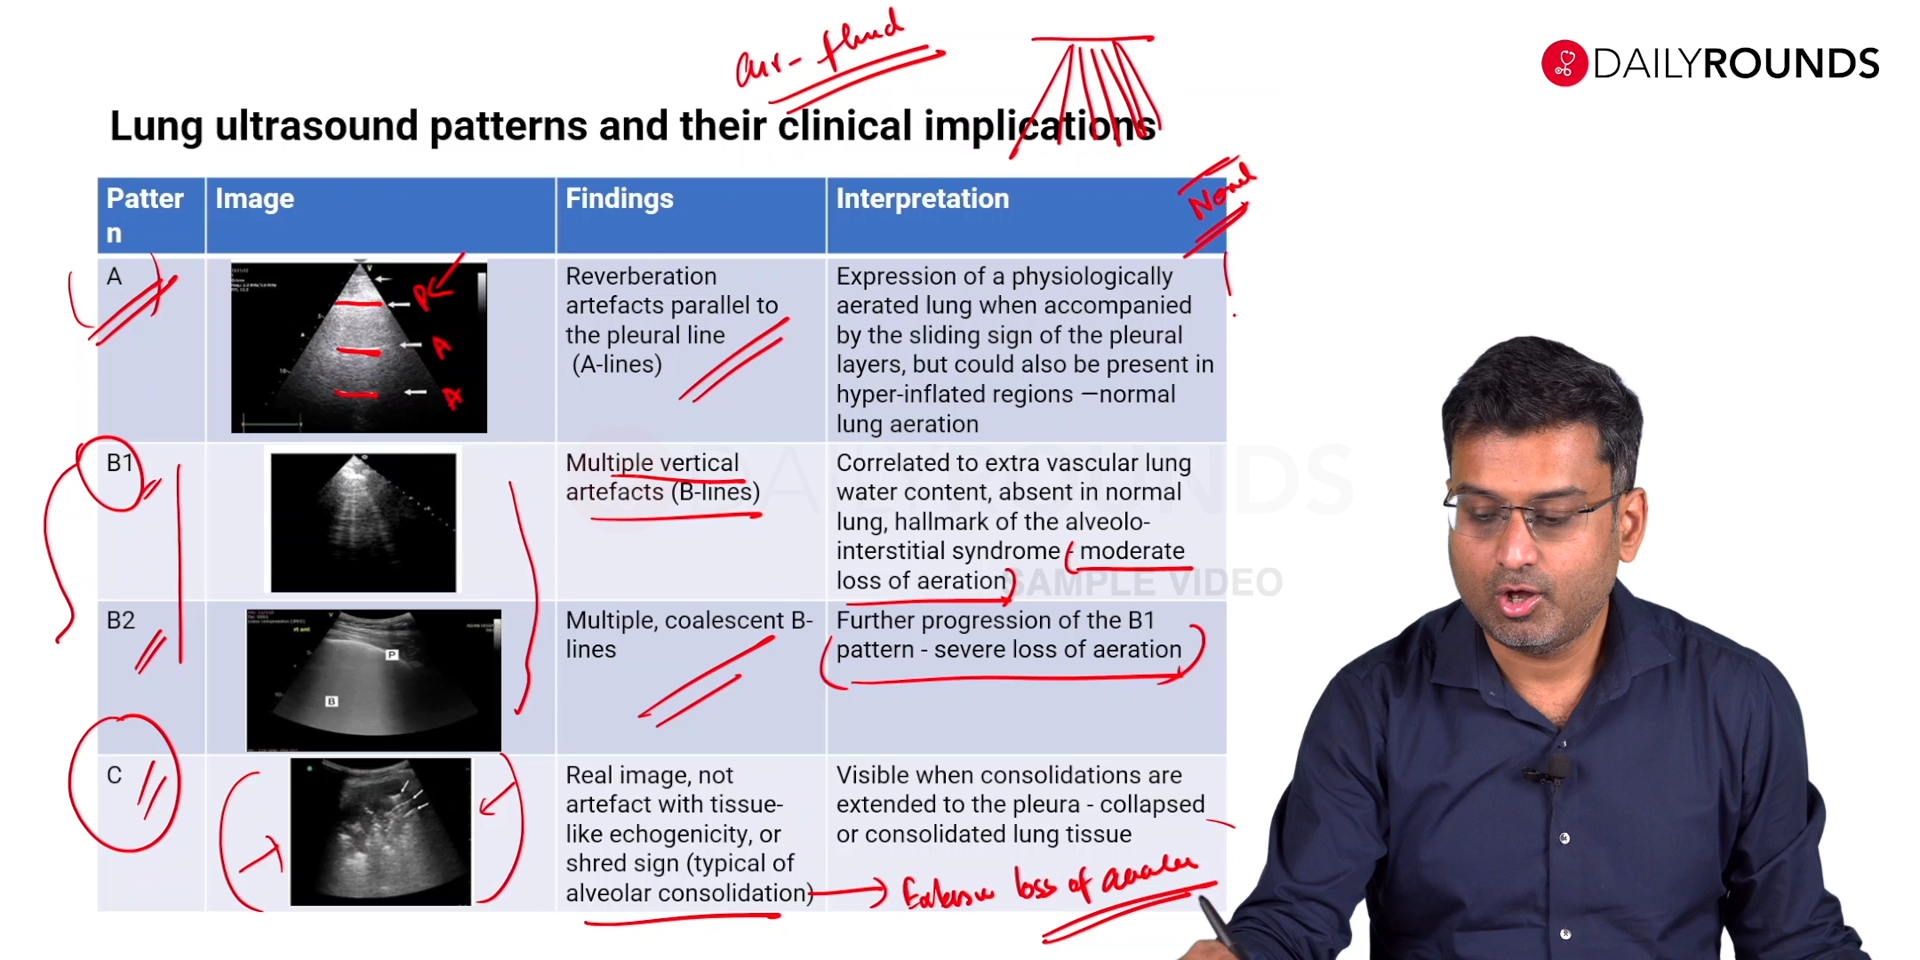 air - fluid
DAILYROUNDS
Lung ultrasound patterns and their clinical implications
Patter
n
Image
Findings
Interpretation
A
P
A
A
Reverberation
artefacts parallel to
the pleural line
(A-lines)
Expression of a physiologically
aerated lung when accompanied
by the sliding sign of the pleural
layers, but could also be present in
hyper-inflated regions —normal
lung aeration
B1
Multiple vertical
artefacts (B-lines)
Correlated to extra vascular lung
water content, absent in normal
lung, hallmark of the alveolo-
interstitial syndrome - moderate
loss of aeration
SAMPLE VIDEO
B2
P
B
Multiple, coalescent B-
lines
Further progression of the B1
pattern - severe loss of aeration
C
Real image, not
artefact with tissue-
like echogenicity, or
shred sign (typical of
alveolar consolidation)
Visible when consolidations are
extended to the pleura - collapsed
or consolidated lung tissue
loss of